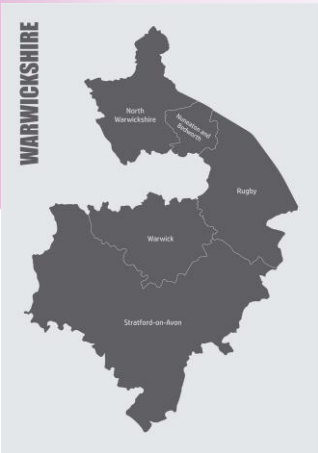 WARWICKSHIRE
North
Warwickshire
Nuneaton and
Bedworth
Rugby
Warwick
Stratford-on-Avon